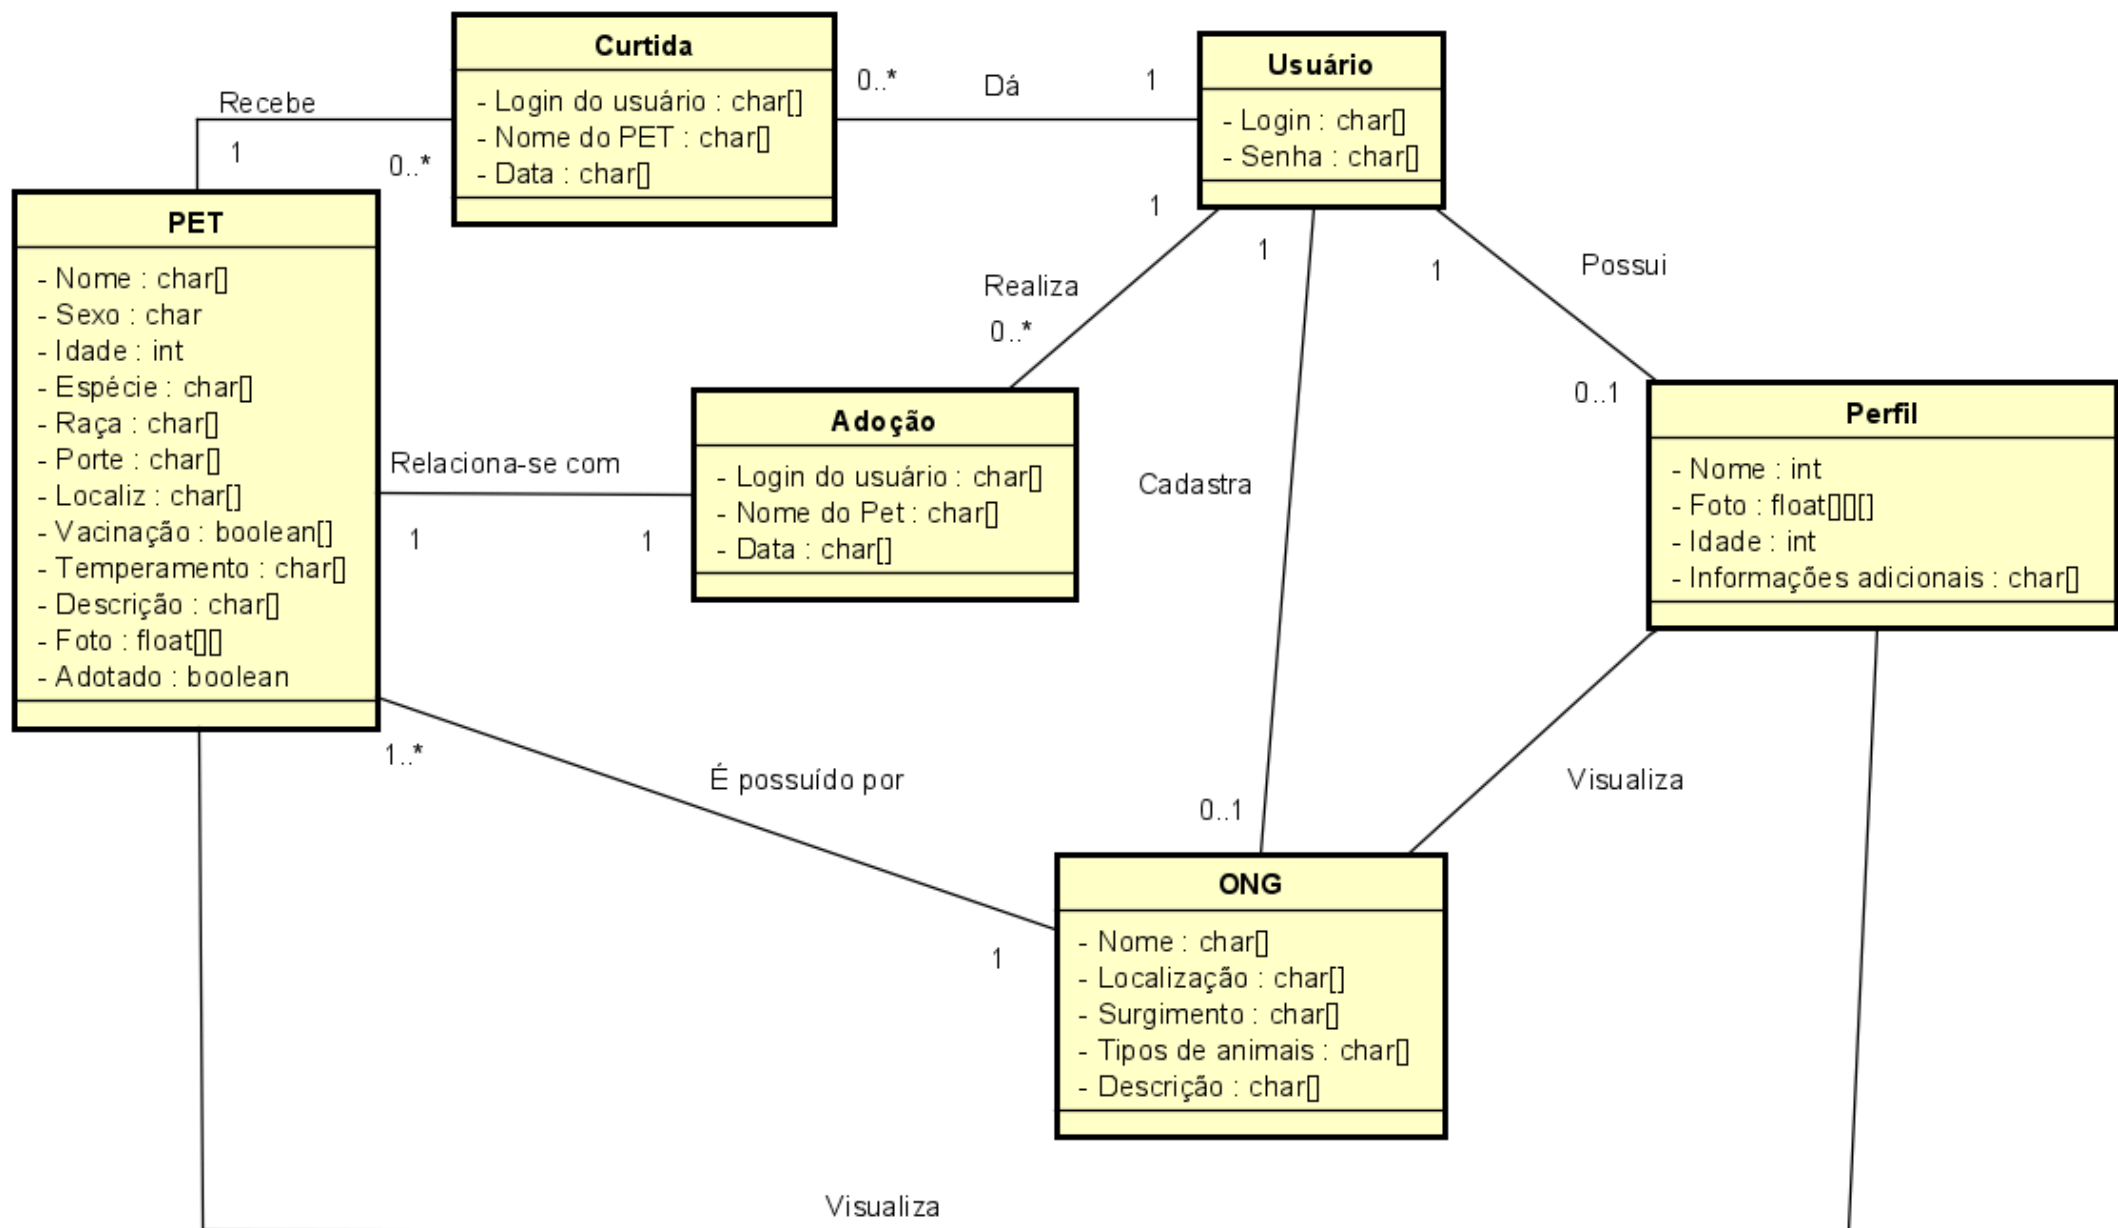 Curtida
- Login do usuário : char[]
- Nome do PET : char[]
- Data : char[]
0..*
Dá
1
Usuário
- Login : char[]
- Senha : char[]
Recebe
1
0..*
PET
- Nome : char[]
- Sexo : char
- Idade : int
- Espécie : char[]
- Raça : char[]
- Porte : char[]
- Localiz : char[]
- Vacinação : boolean[]
- Temperamento : char[]
- Descrição : char[]
- Foto : float[][]
- Adotado : boolean
1
Realiza
0..*
1
Cadastra
0..1
1
Possui
0..1
Relaciona-se com
1
1
Adoção
- Login do usuário : char[]
- Nome do Pet : char[]
- Data : char[]
Perfil
- Nome : int
- Foto : float[][][]
- Idade : int
- Informações adicionais : char[]
1..*
É possuído por
1
Visualiza
ONG
- Nome : char[]
- Localização : char[]
- Surgimento : char[]
- Tipos de animais : char[]
- Descrição : char[]
Visualiza